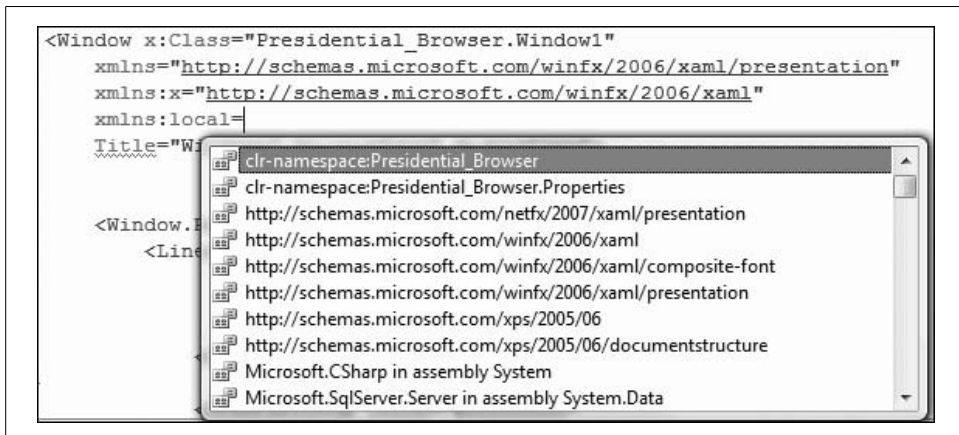 <Window x:Class="Presidential_Browser.Window1"
xmlns="http://schemas.microsoft.com/winfx/2006/xaml/presentation"
xmlns:x="http://schemas.microsoft.com/winfx/2006/xaml"
xmlns:local=
Title="Wi
clr-namespace:Presidential_Browser
clr-namespace:Presidential_Browser.Properties
http://schemas.microsoft.com/netfx/2007/xaml/presentation
<Window.
http://schemas.microsoft.com/winfx/2006/xaml
<Line
http://schemas.microsoft.com/winfx/2006/xaml/composite-font
http://schemas.microsoft.com/winfx/2006/xaml/presentation
http://schemas.microsoft.com/xps/2005/06
http://schemas.microsoft.com/xps/2005/06/documentstructure
Microsoft.CSharp in assembly System
Microsoft.SqlServer.Server in assembly System.Data